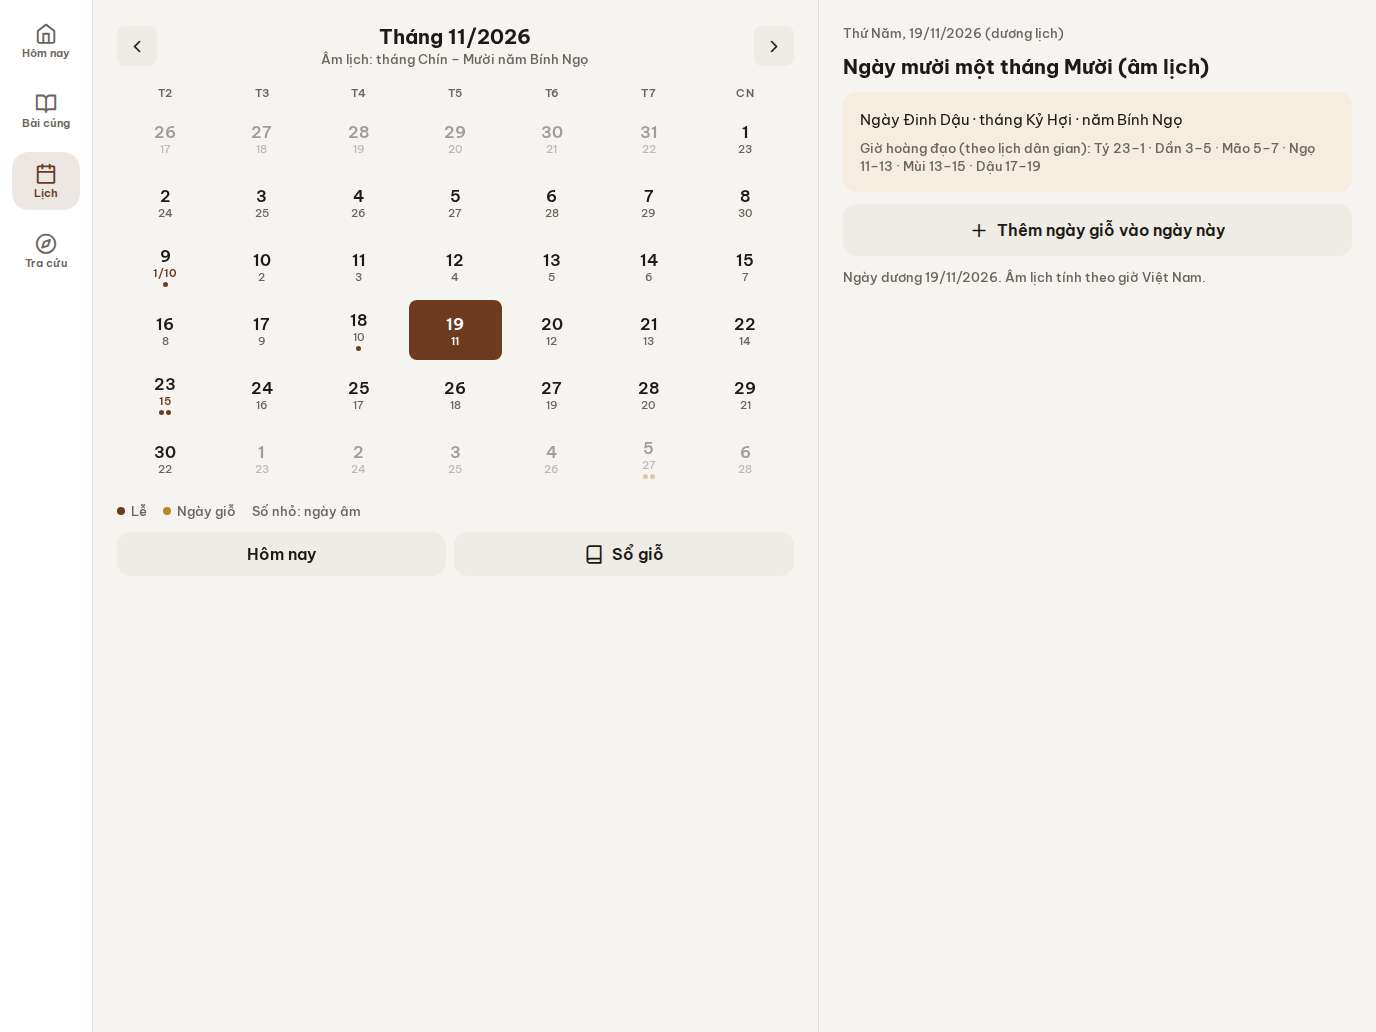 Hôm nay
Bài cúng
Lịch
Tra cứu
Tháng 11/2026
Âm lịch: tháng Chín – Mười năm Bính Ngọ
T2 T3 T4 T5 T6 T7 CN
26 27 28 29 30 31 1
17 18 19 20 21 22 23
2 3 4 5 6 7 8
24 25 26 27 28 29 30
9 10 11 12 13 14 15
1/10 2 3 4 5 6 7
16 17 18 19 20 21 22
8 9 10 11 12 13 14
23 24 25 26 27 28 29
15 16 17 18 19 20 21
30 1 2 3 4 5 6
22 23 24 25 26 27 28
Lễ Ngày giỗ Số nhỏ: ngày âm
Hôm nay Sổ giỗ
Thứ Năm, 19/11/2026 (dương lịch)
Ngày mười một tháng Mười (âm lịch)
Ngày Đinh Dậu · tháng Kỷ Hợi · năm Bính Ngọ
Giờ hoàng đạo (theo lịch dân gian): Tý 23–1 · Dần 3–5 · Mão 5–7 · Ngọ
11–13 · Mùi 13–15 · Dậu 17–19
Thêm ngày giỗ vào ngày này
Ngày dương 19/11/2026. Âm lịch tính theo giờ Việt Nam.